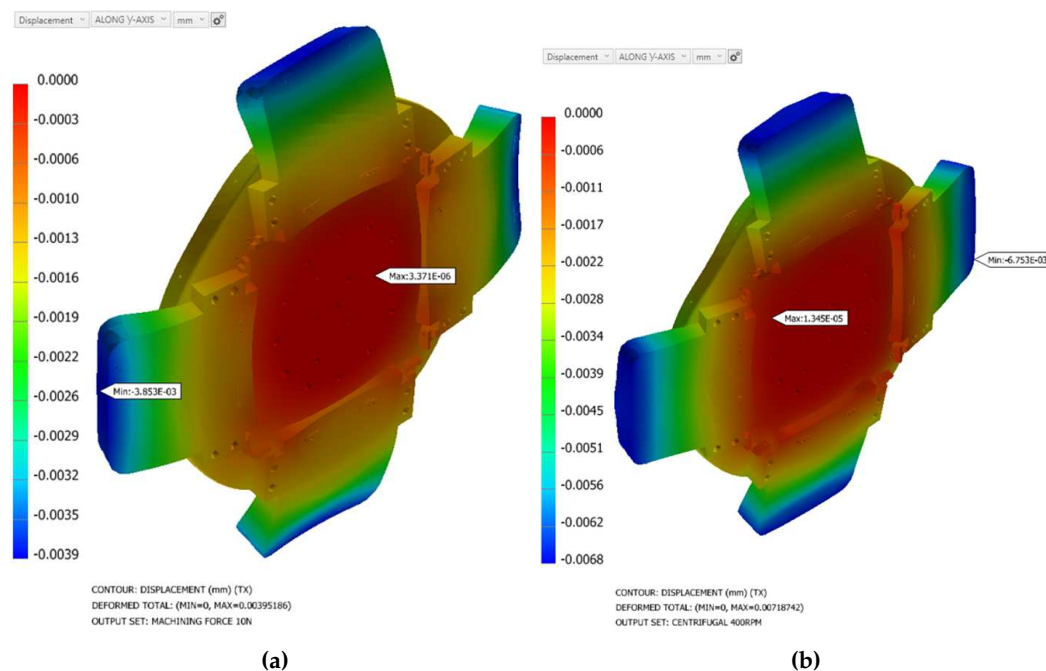 Displacement ALONG Y-AXIS mm
0.0000
-0.0003
-0.0006
-0.0010
-0.0013
-0.0016
-0.0019
-0.0022
-0.0026
-0.0029
-0.0032
-0.0035
-0.0039
Max:3.371E-06
Min:-3.853E-03
CONTOUR: DISPLACEMENT (mm) (TX)
DEFORMED TOTAL: (MIN=0, MAX=0.00395186)
OUTPUT SET: MACHINING FORCE 10N
(a)
Displacement ALONG Y-AXIS mm
0.0000
-0.0006
-0.0011
-0.0017
-0.0023
-0.0028
-0.0034
-0.0039
-0.0045
-0.0051
-0.0056
-0.0062
-0.0068
Min:-6.753E-03
Max:1.345E-05
CONTOUR: DISPLACEMENT (mm) (TX)
DEFORMED TOTAL: (MIN=0, MAX=0.00718742)
OUTPUT SET: CENTRIFUGAL 400RPM
(b)